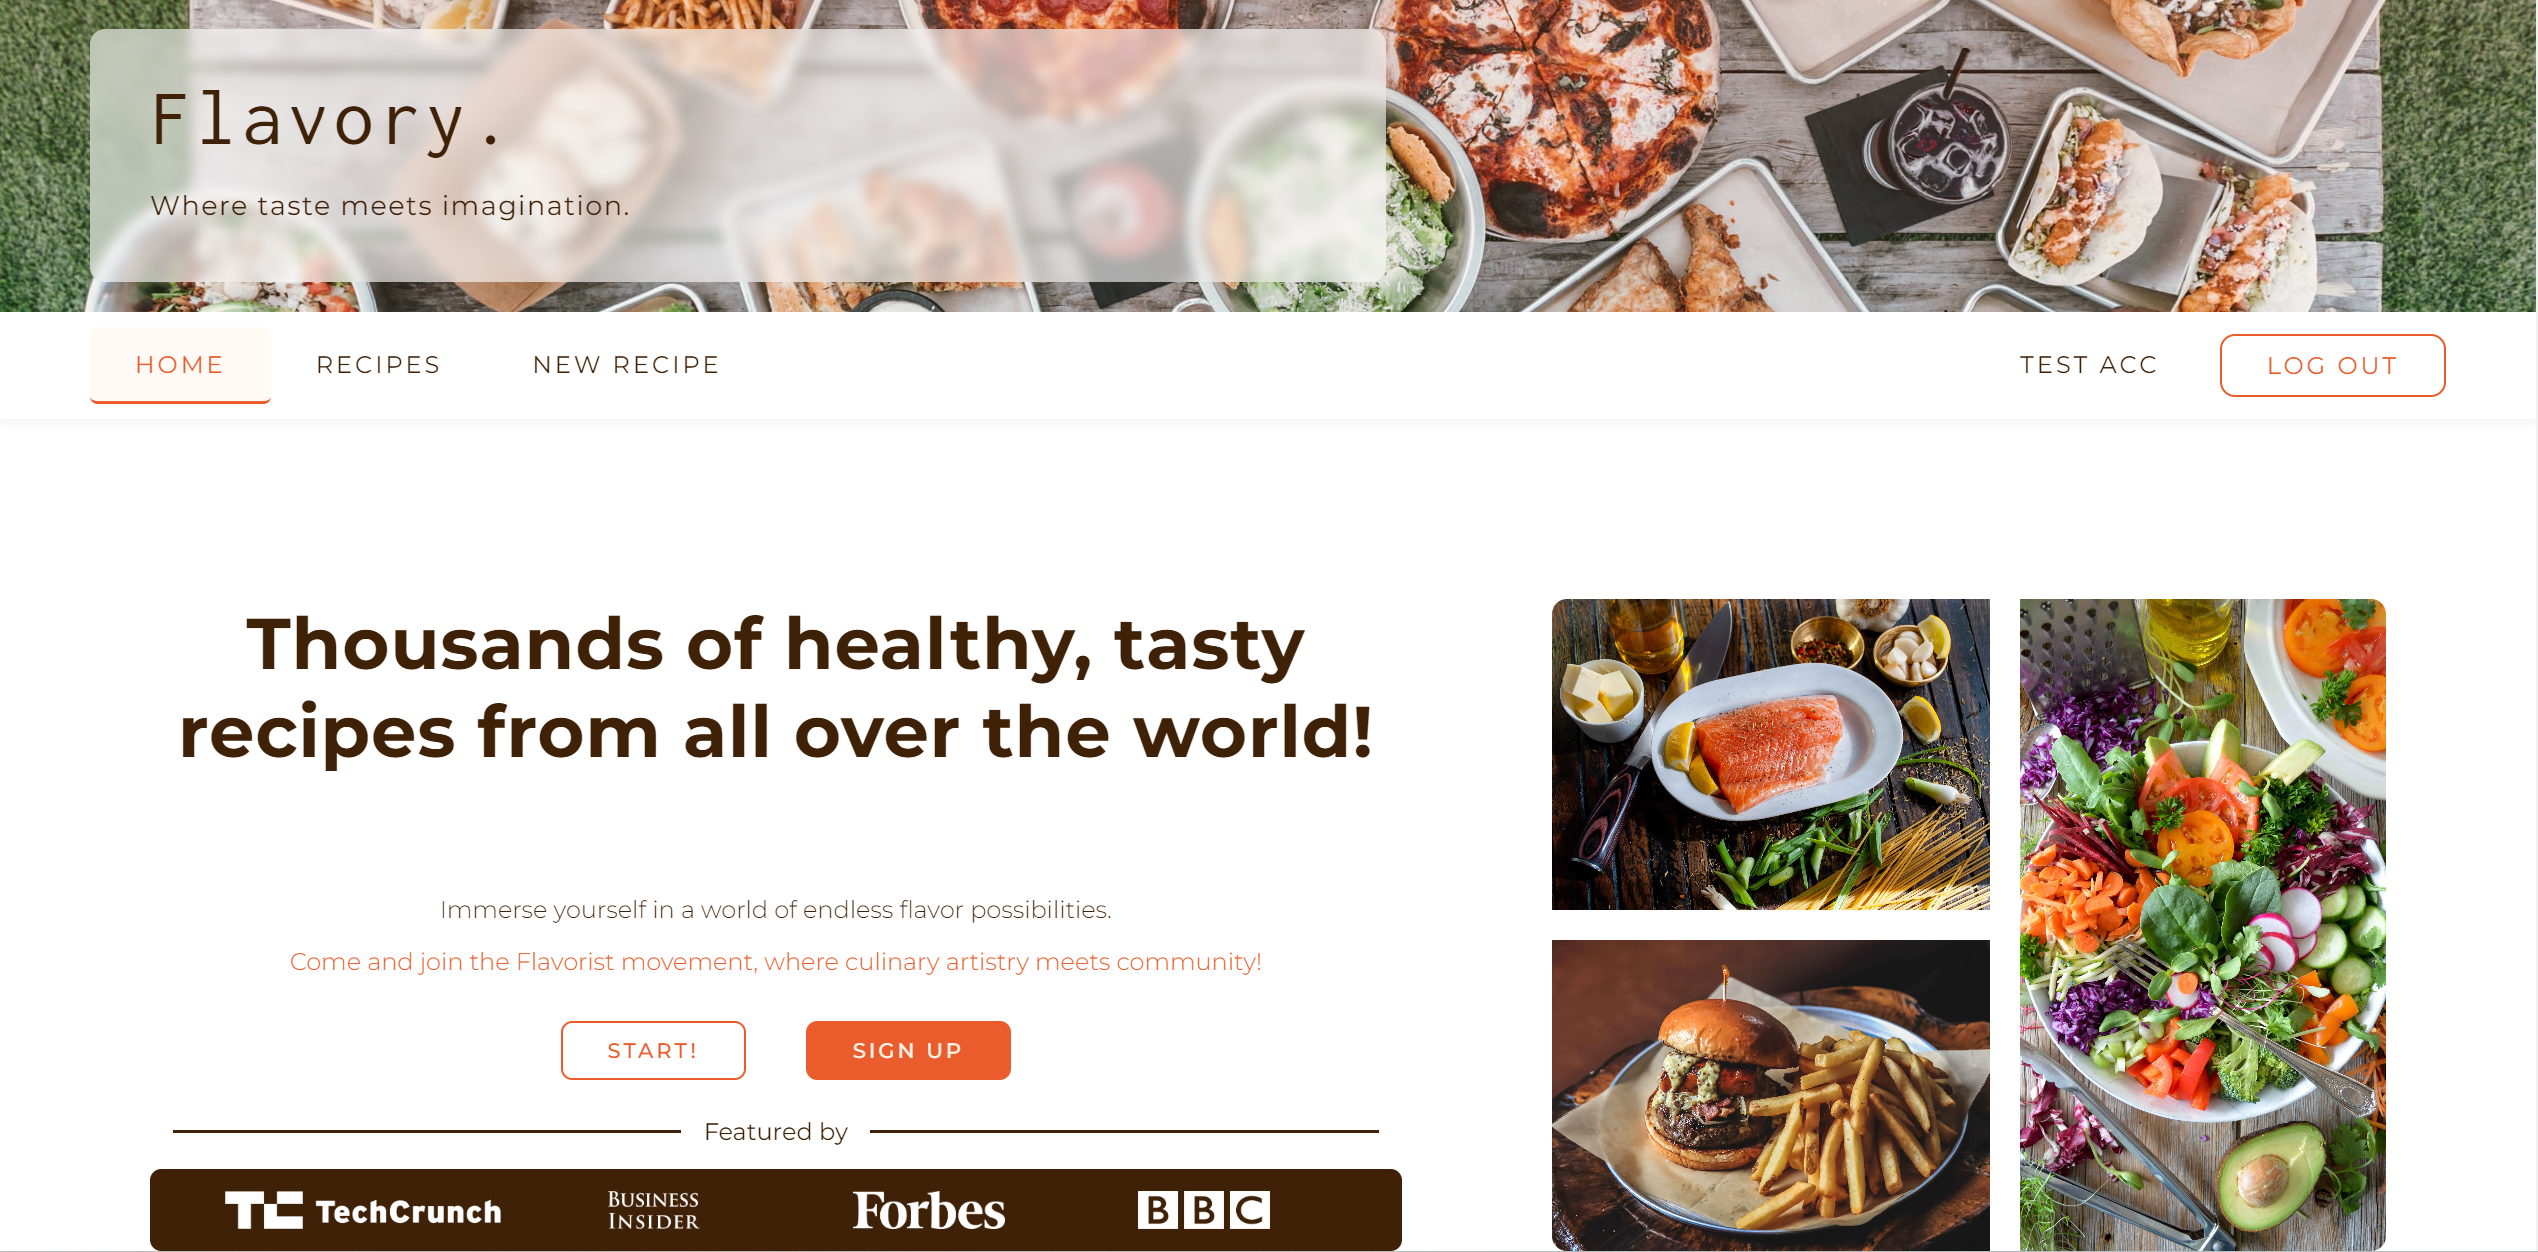 Flavory.
Where taste meets imagination.
HOME
RECIPES
NEW RECIPE
TEST ACC
LOG OUT
Thousands of healthy, tasty
recipes from all over the world!
Immerse yourself in a world of endless flavor possibilities.
Come and join the Flavorist movement, where culinary artistry meets community!
START!
SIGN UP
Featured by
TC TechCrunch
BUSINESS
INSIDER
Forbes
BBC